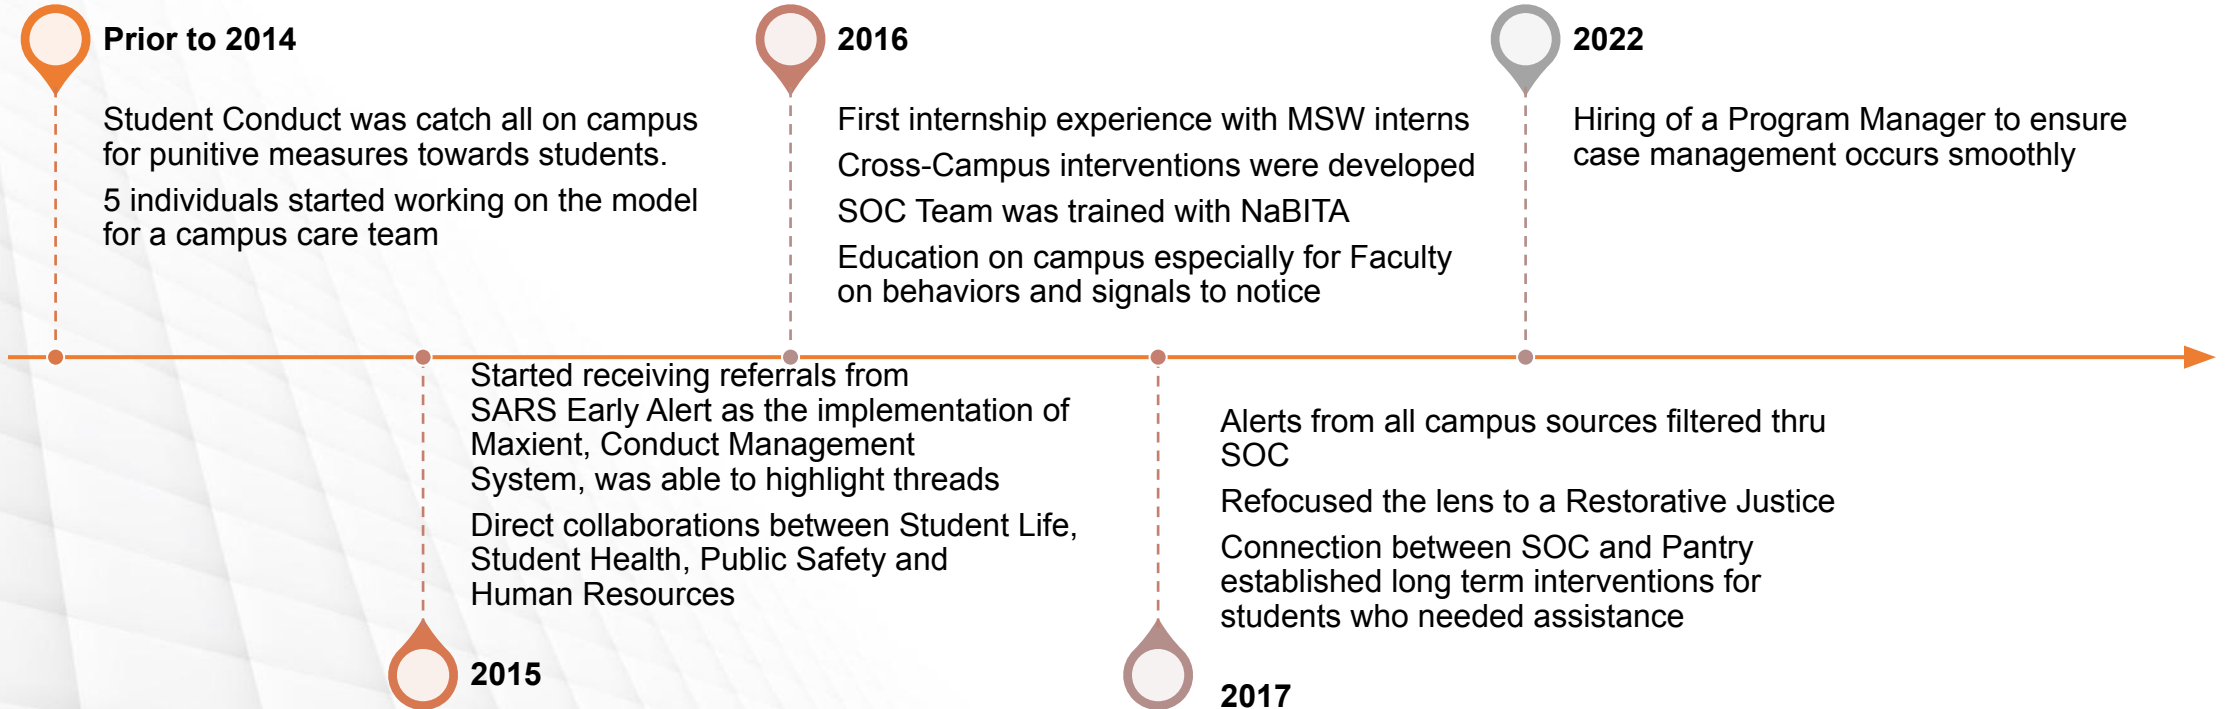 Prior to 2014
Student Conduct was catch all on campus
for punitive measures towards students.
5 individuals started working on the model
for a campus care team
Started receiving referrals from
SARS Early Alert as the implementation of
Maxient, Conduct Management
System, was able to highlight threads
Direct collaborations between Student Life,
Student Health, Public Safety and
Human Resources
2015
2016
First internship experience with MSW interns
Cross-Campus interventions were developed
SOC Team was trained with NaBITA
Education on campus especially for Faculty
on behaviors and signals to notice
Alerts from all campus sources filtered thru
SOC
Refocused the lens to a Restorative Justice
Connection between SOC and Pantry
established long term interventions for
students who needed assistance
2017
2022
Hiring of a Program Manager to ensure
case management occurs smoothly